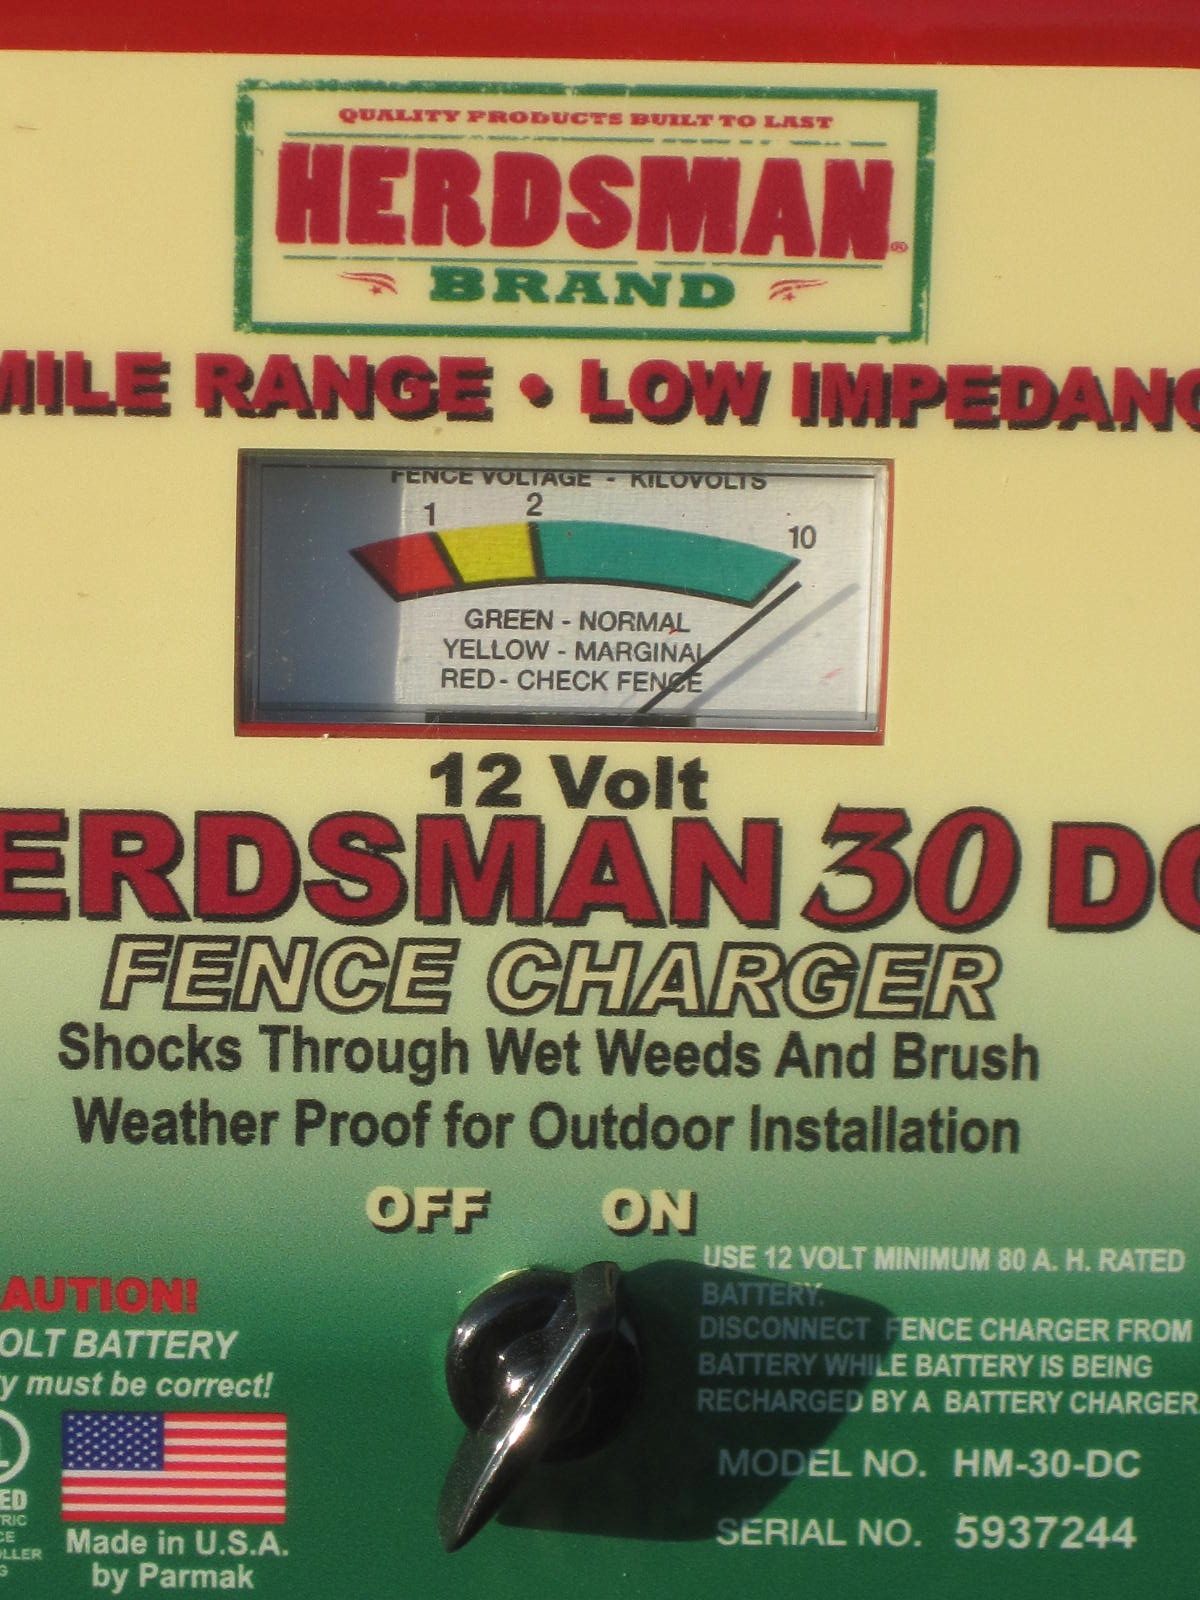 QUALITY PRODUCTS BUILT TO LAST
HERDSMAN®
BRAND
MILE RANGE • LOW IMPEDANC
FENCE VOLTAGE - KILOVOLTS
1 2 10
GREEN - NORMAL
YELLOW - MARGINAL
RED - CHECK FENCE
12 Volt
ERDSMAN 30 DC
FENCE CHARGER
Shocks Through Wet Weeds And Brush
Weather Proof for Outdoor Installation
OFF ON
AUTION!
OLT BATTERY
y must be correct!
ED
TRIC
CE
LLER
G
Made in U.S.A.
by Parmak
USE 12 VOLT MINIMUM 80 A. H. RATED
BATTERY.
DISCONNECT FENCE CHARGER FROM
BATTERY WHILE BATTERY IS BEING
RECHARGED BY A BATTERY CHARGER
MODEL NO. HM-30-DC
SERIAL NO. 5937244